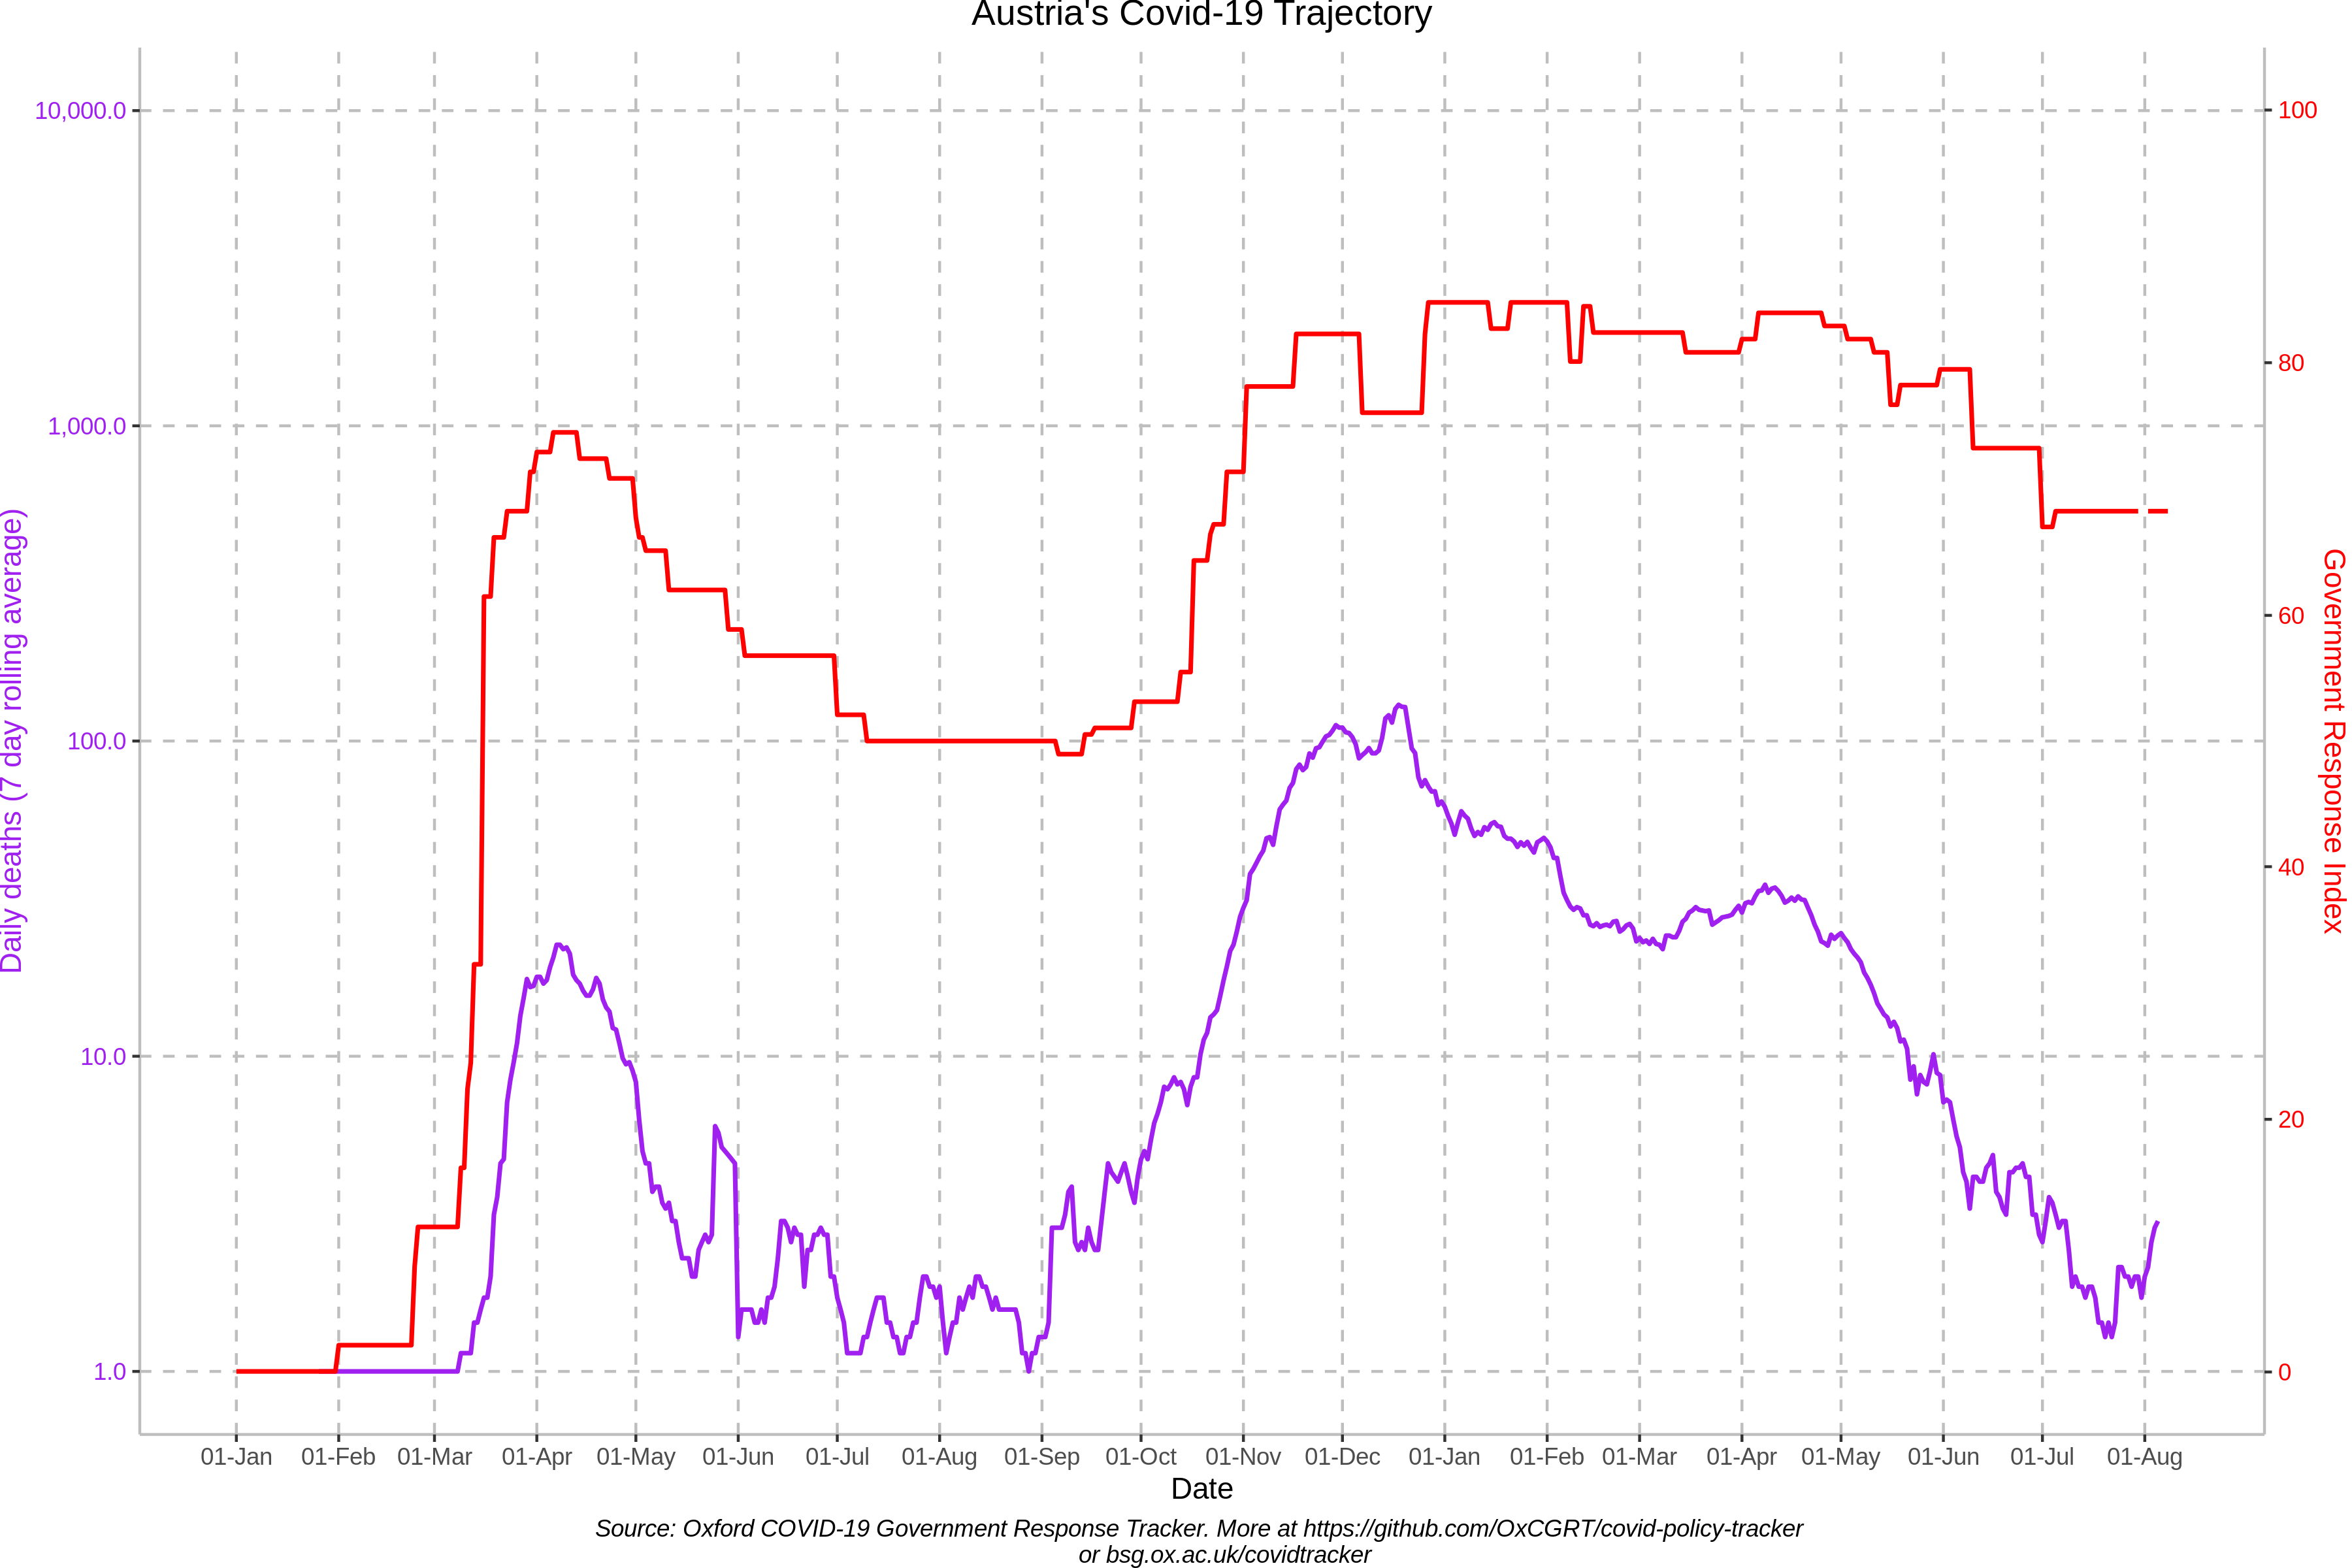 Austria's Covid-19 Trajectory
10,000.0
1,000.0
100.0
10.0
1.0
Daily deaths (7 day rolling average)
100
80
60
40
20
0
Government Response Index
01-Jan 01-Feb 01-Mar 01-Apr 01-May 01-Jun 01-Jul 01-Aug 01-Sep 01-Oct 01-Nov 01-Dec 01-Jan 01-Feb 01-Mar 01-Apr 01-May 01-Jun 01-Jul 01-Aug
Date
Source: Oxford COVID-19 Government Response Tracker. More at https://github.com/OxCGRT/covid-policy-tracker
or bsg.ox.ac.uk/covidtracker